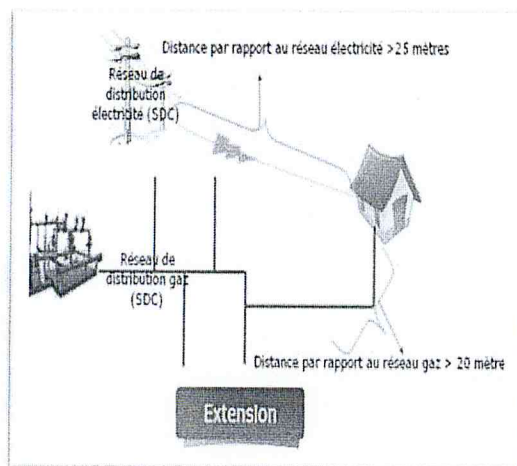 Distance par rapport au réseau électricité >25 mètres
Réseau de
distribution
électricité (SDC)
Réseau de
distribution gaz
(SDC)
Distance par rapport au réseau gaz > 20 mètre
Extension